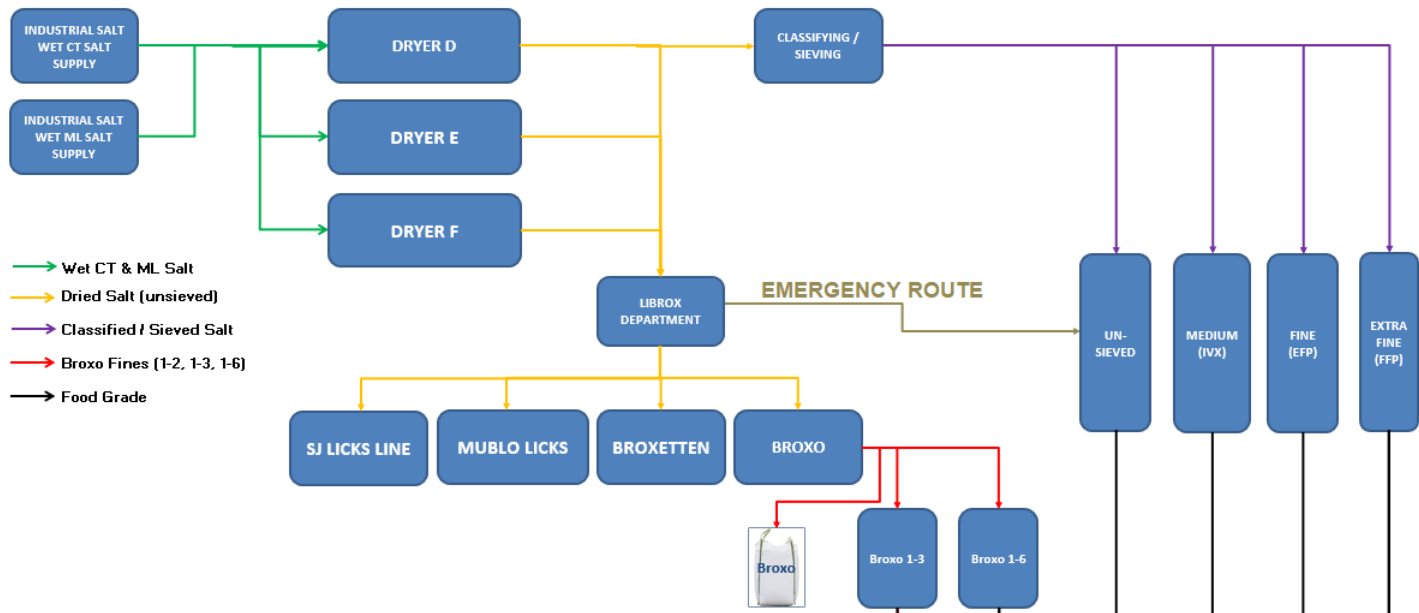 INDUSTRIAL SALT
WET CT SALT
SUPPLY
DRYER D
CLASSIFYING /
SIEVING
INDUSTRIAL SALT
WET ML SALT
SUPPLY
DRYER E
DRYER F
Wet CT & ML Salt
Dried Salt (unsieved)
Classified / Sieved Salt
Broxo Fines (1-2, 1-3, 1-6)
Food Grade
LIBROX
DEPARTMENT
EMERGENCY ROUTE
UN-
SIEVED
MEDIUM
(IVX)
FINE
(EFP)
EXTRA
FINE
(FFP)
SJ LICKS LINE
MUBLO LICKS
BROXETTEN
BROXO
Broxo
Broxo 1-3
Broxo 1-6